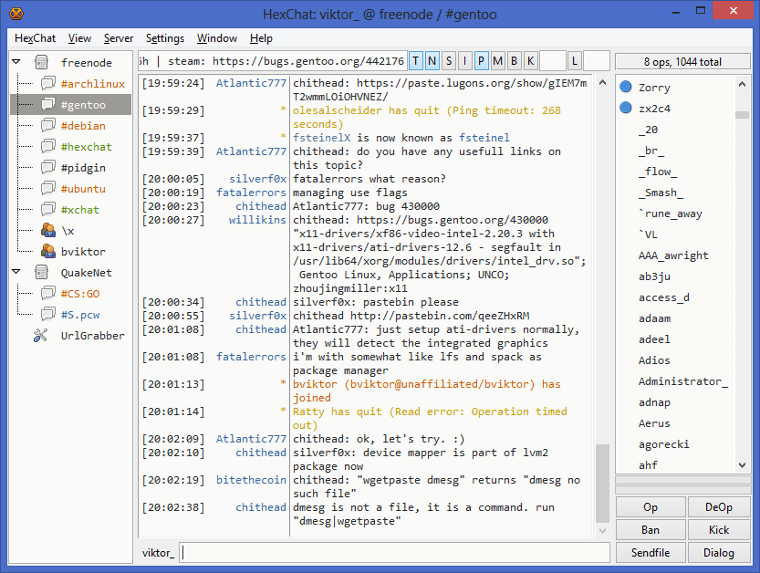 HexChat: viktor_ @ freenode / #gentoo
HexChat View Server Settings Window Help
freenode
#archlinux
#gentoo
#debian
#hexchat
#pidgin
#ubuntu
#xchat
\x
bviktor
QuakeNet
#CS:GO
#S.pcw
UrlGrabber
| steam: https://bugs.gentoo.org/442176 T N S I P M B K L
[19:59:24] Atlantic777 chithead: https://paste.lugons.org/show/gIEM7m
T2wmmLOiOHVNEZ/
[19:59:29] * olesalscheider has quit (Ping timeout: 268
seconds)
[19:59:37] * fsteinelX is now known as fsteinel
[19:59:39] Atlantic777 chithead: do you have any usefull links on
this topic?
[20:00:05] silverf0x fatalerrors what reason?
[20:00:19] fatalerrors managing use flags
[20:00:23] chithead Atlantic777: bug 430000
[20:00:27] willikins chithead: https://bugs.gentoo.org/430000
"x11-drivers/xf86-video-intel-2.20.3 with
x11-drivers/ati-drivers-12.6 - segfault in
/usr/lib64/xorg/modules/drivers/intel_drv.so";
Gentoo Linux, Applications; UNCO;
zhoujingmiller:x11
[20:00:34] chithead silverf0x: pastebin please
[20:00:55] silverf0x chithead http://pastebin.com/qeeZHxRM
[20:01:08] chithead Atlantic777: just setup ati-drivers normally,
they will detect the integrated graphics
[20:01:08] fatalerrors i'm with somewhat like lfs and spack as
package manager
[20:01:13] * bviktor (bviktor@unaffiliated/bviktor) has
joined
[20:01:14] * Ratty has quit (Read error: Operation timed
out)
[20:02:09] Atlantic777 chithead: ok, let's try. :)
[20:02:10] chithead silverf0x: device mapper is part of lvm2
package now
[20:02:19] bitethecoin chithead: "wgetpaste dmesg" returns "dmesg no
such file"
[20:02:38] chithead dmesg is not a file, it is a command. run
"dmesg|wgetpaste"
viktor_
8 ops, 1044 total
Zorry
zx2c4
_20
_br_
_flow_
_Smash_
`rune_away
`VL
AAA_awright
ab3ju
access_d
adaam
adeel
Adios
Administrator_
adnap
Aerus
agorecki
ahf
Op DeOp
Ban Kick
Sendfile Dialog